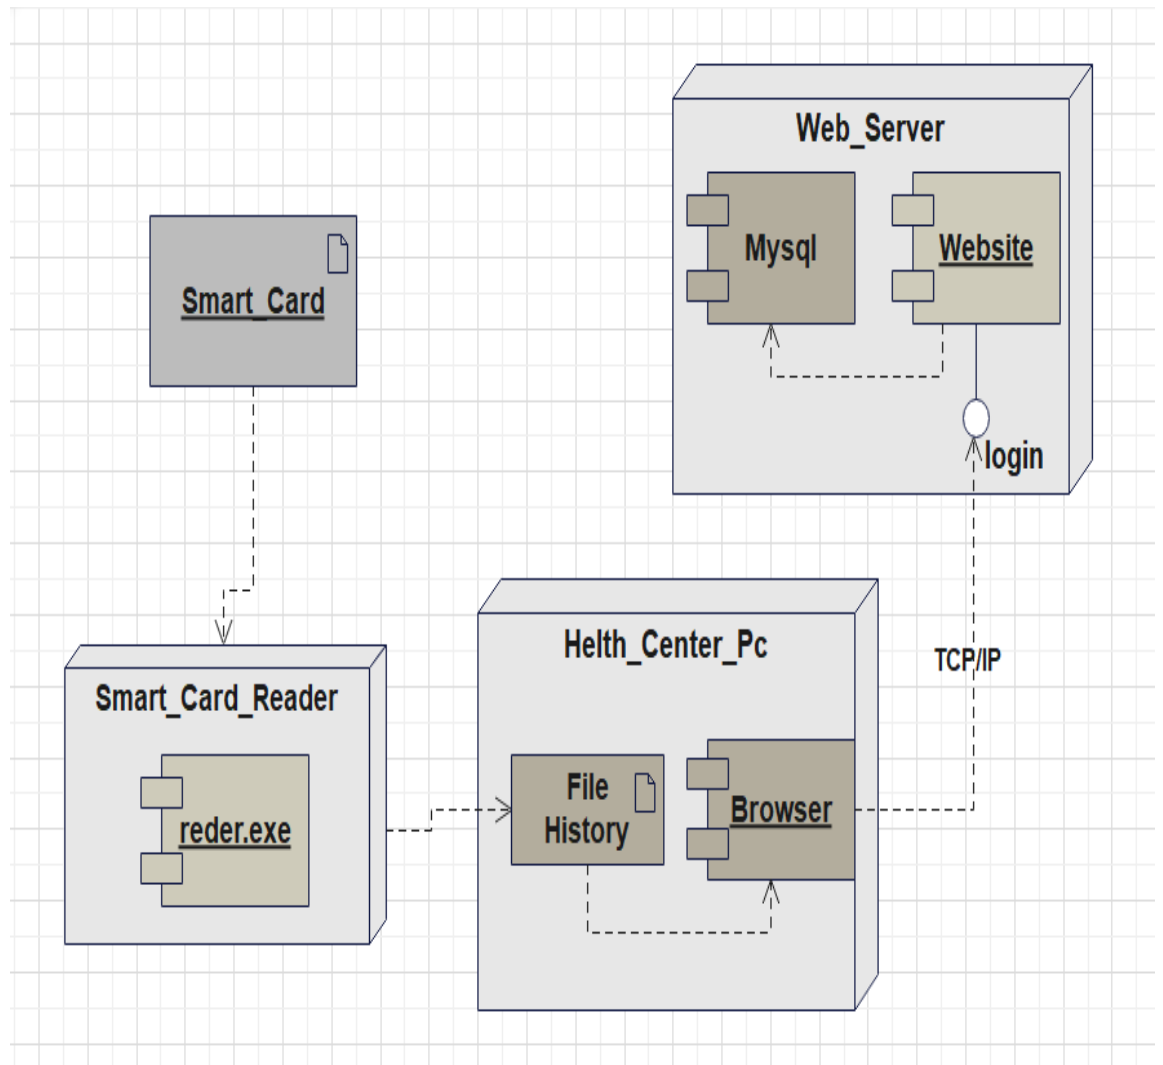 Web_Server
Mysql
Website
login
Smart_Card
TCP/IP
Helth_Center_Pc
File
History
Browser
Smart_Card_Reader
reder.exe